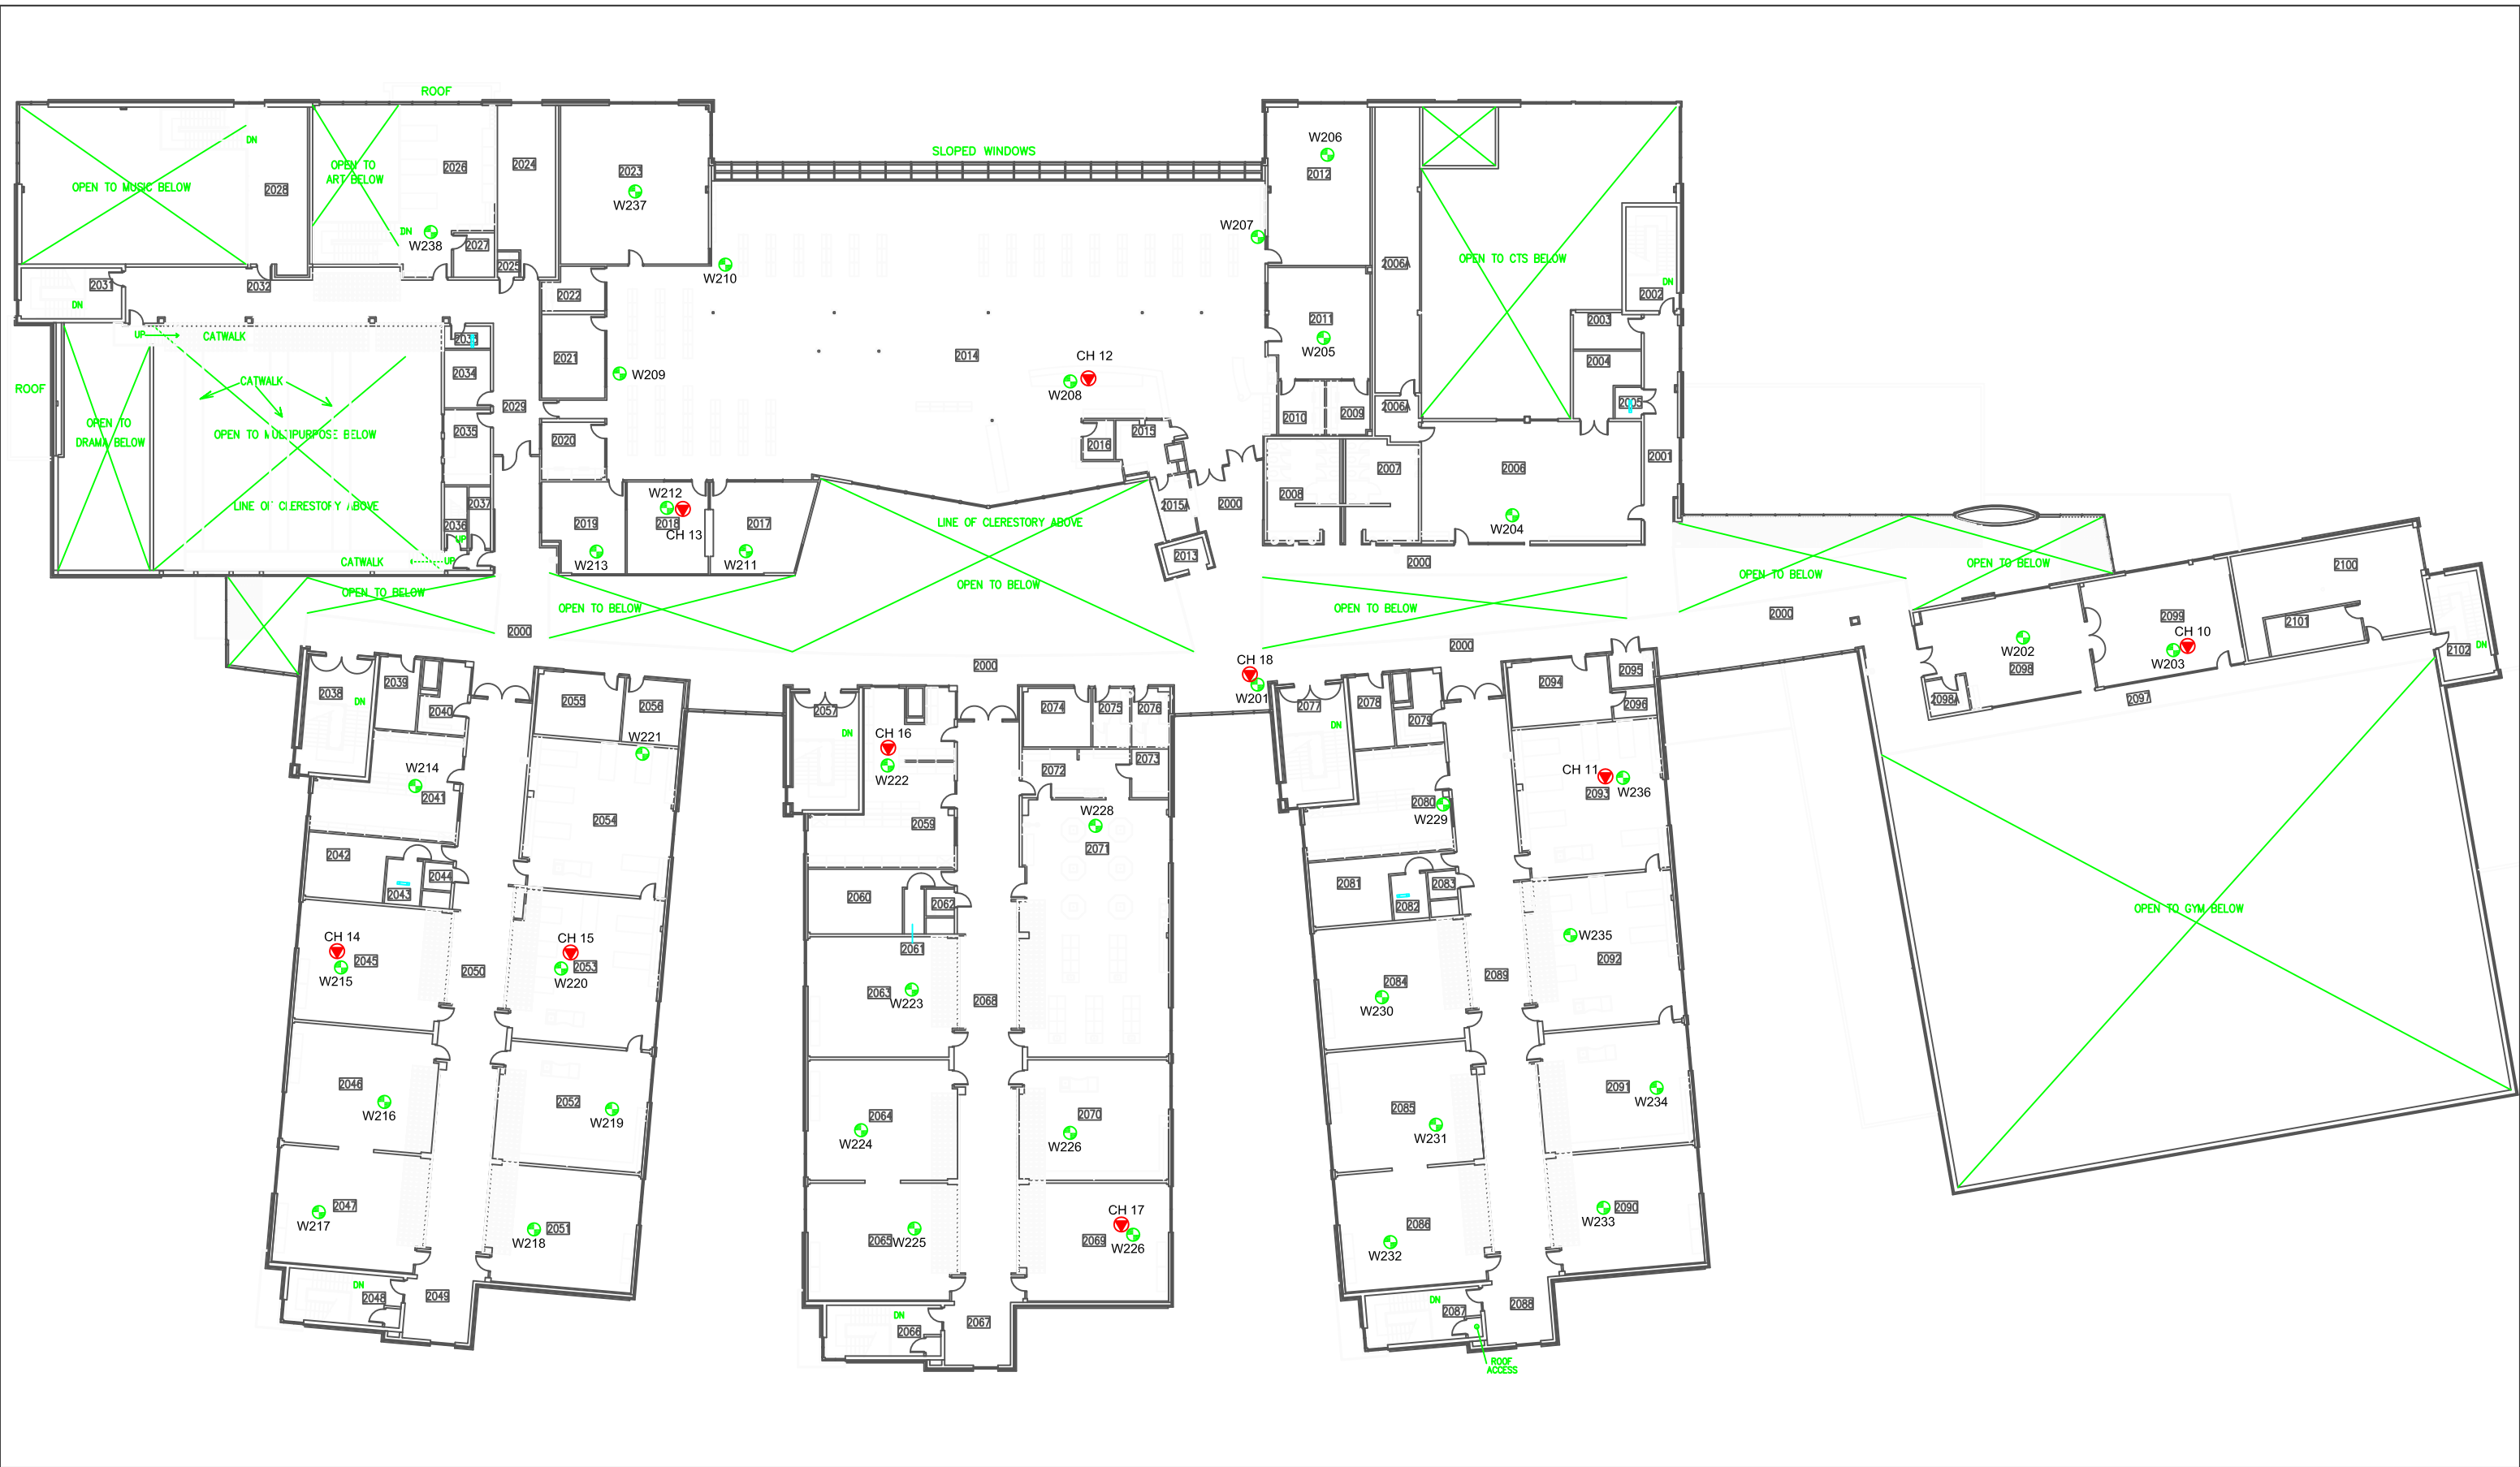 ROOF
SLOPED WINDOWS
W206
2012
OPEN TO
ART BELOW
2026
2024
2023
W237
DN
OPEN TO MUSIC BELOW
2028
DN
W238
2027
2025
W210
W207
2006A
OPEN TO CTS BELOW
DN
2002
2031
DN
2032
2022
2011
W205
2003
UP
CATWALK
2033
2021
2014
CH 12
W208
2004
ROOF
CATWALK
2034
W209
2029
2010
2009
2006A
2005
OPEN TO
DRAMA BELOW
OPEN TO MULTIPURPOSE BELOW
2035
2020
2016
2015
2001
2008
2007
2006
LINE OF CLERESTORY ABOVE
2037
2036
UP
W212
2018
CH 13
2019
W213
2017
W211
LINE OF CLERESTORY ABOVE
2015A
2000
W204
2013
CATWALK
UP
2000
OPEN TO BELOW
OPEN TO BELOW
OPEN TO BELOW
OPEN TO BELOW
OPEN TO BELOW
OPEN TO BELOW
2100
2000
2000
2000
2000
2099
CH 10
W203
2101
W202
2098
2102
DN
2098A
2097
CH 18
W201
2038
DN
2039
2040
2055
2056
W221
2057
DN
CH 16
W222
2074
2075
2076
2077
DN
2078
2079
2094
2095
2096
W214
2041
2054
2059
2072
2073
W228
2071
2080
W229
CH 11
2093
W236
2042
2043
2044
2060
2062
2061
2081
2082
2083
OPEN TO GYM BELOW
CH 14
2045
W215
2050
CH 15
2053
W220
2063
W223
2068
2084
W230
2089
W235
2092
2046
W216
2052
W219
2064
W224
2070
W226
2085
W231
2091
W234
2047
W217
2051
W218
2065
W225
CH 17
2069
W226
2086
W232
2090
W233
DN
2048
2049
DN
2066
2067
DN
2087
2088
ROOF
ACCESS